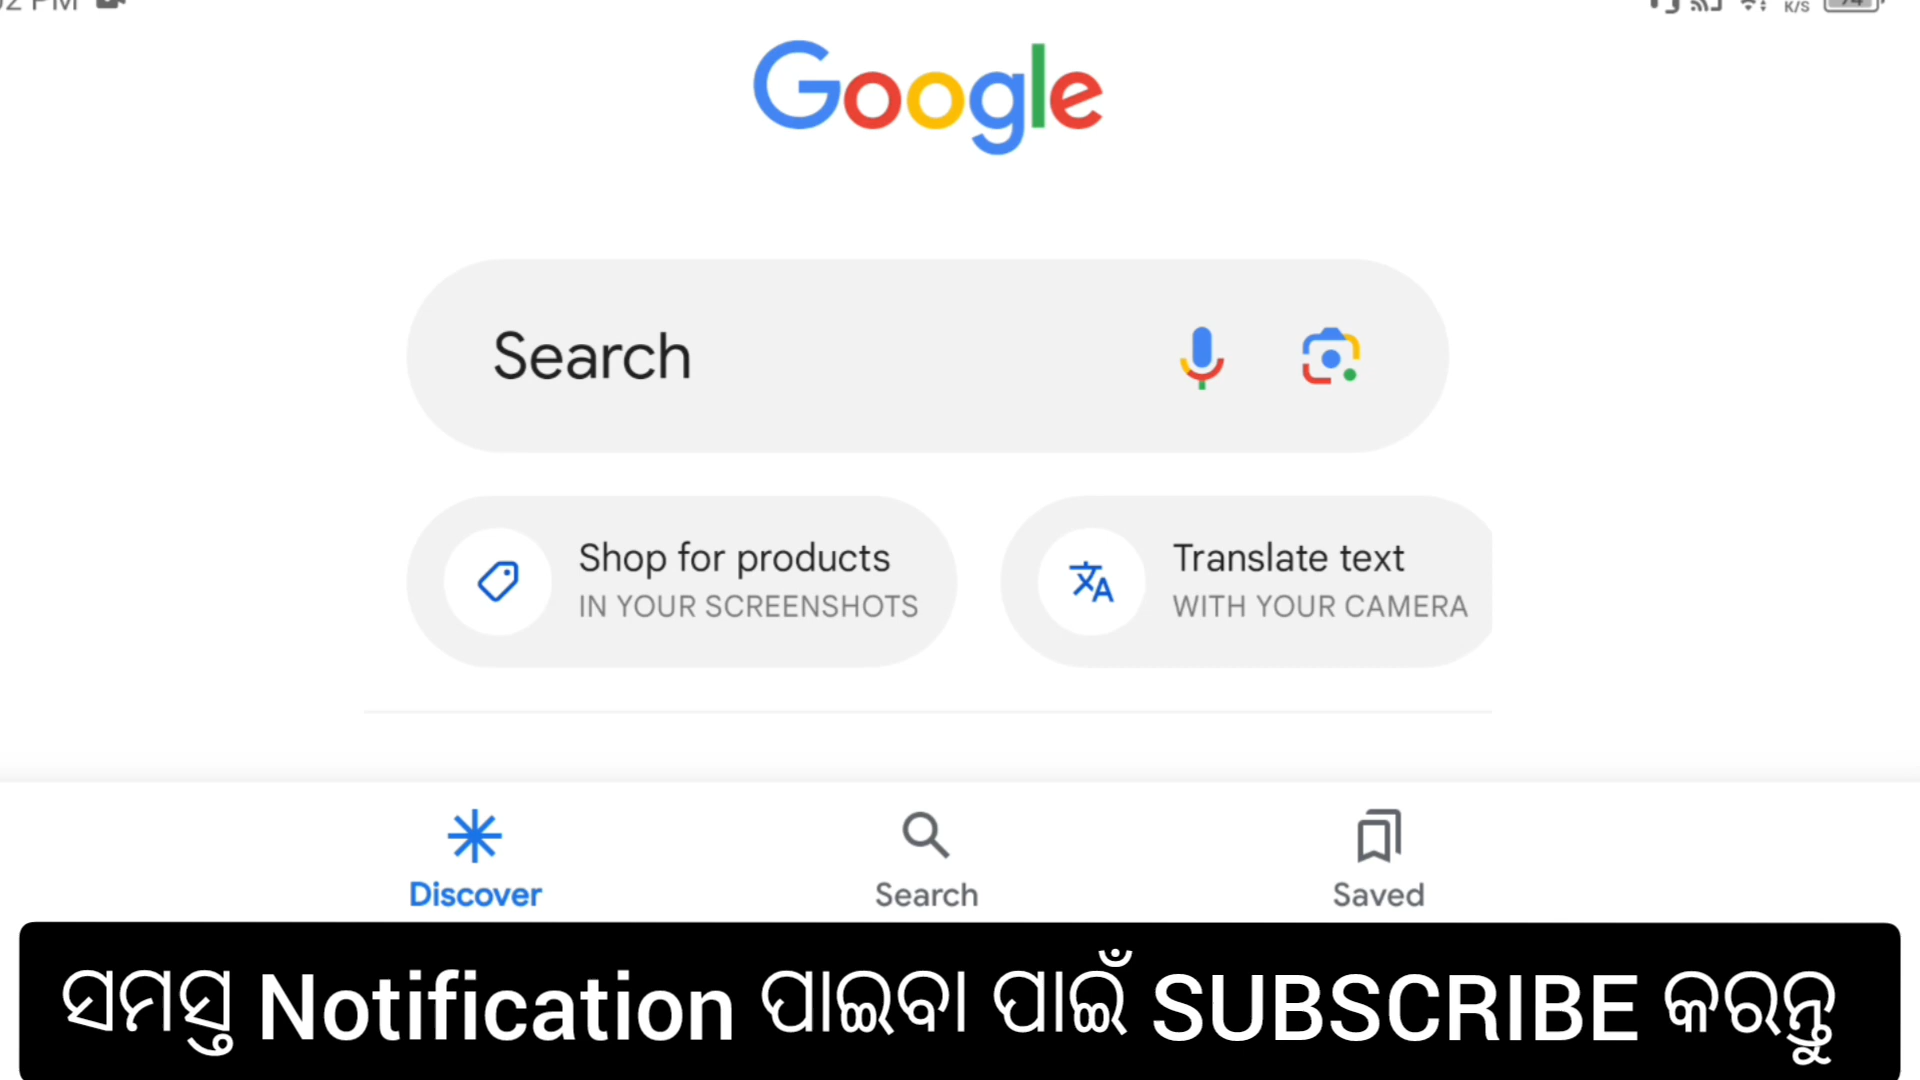 PM
K/S
Google
Search
Shop for products
IN YOUR SCREENSHOTS
Translate text
WITH YOUR CAMERA
Discover
Search
Saved
ସମସ୍ତ Notification ପାଇବା ପାଇଁ SUBSCRIBE କରନ୍ତୁ